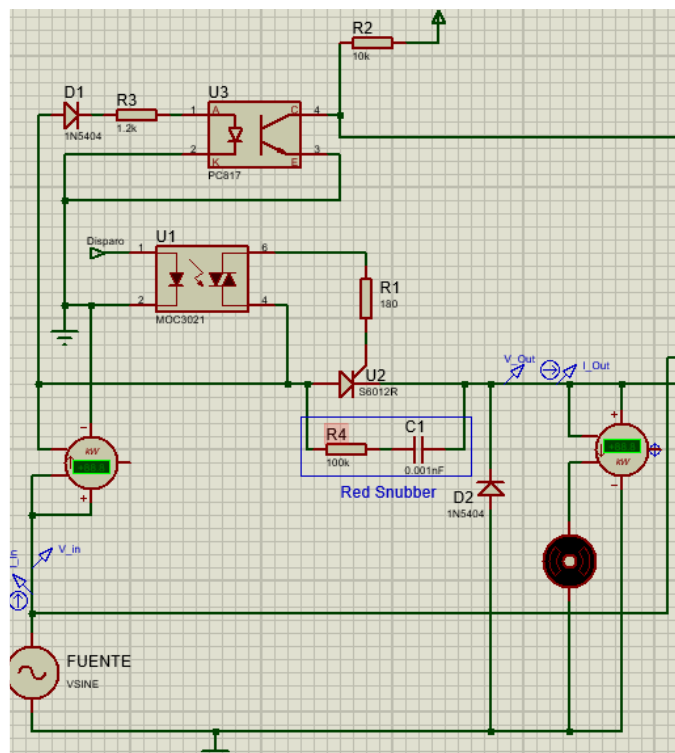 R2
10k
D1
1N5404
R3
1.2k
U3
1
A
C
4
2
K
E
3
PC817
Disparo
U1
1
6
2
4
MOC3021
R1
180
U2
S6012R
V_Out
I_Out
R4
100k
C1
0.001nF
Red Snubber
D2
1N5404
−
kW
+
+
kW
−
V_in
I_in
FUENTE
VSINE